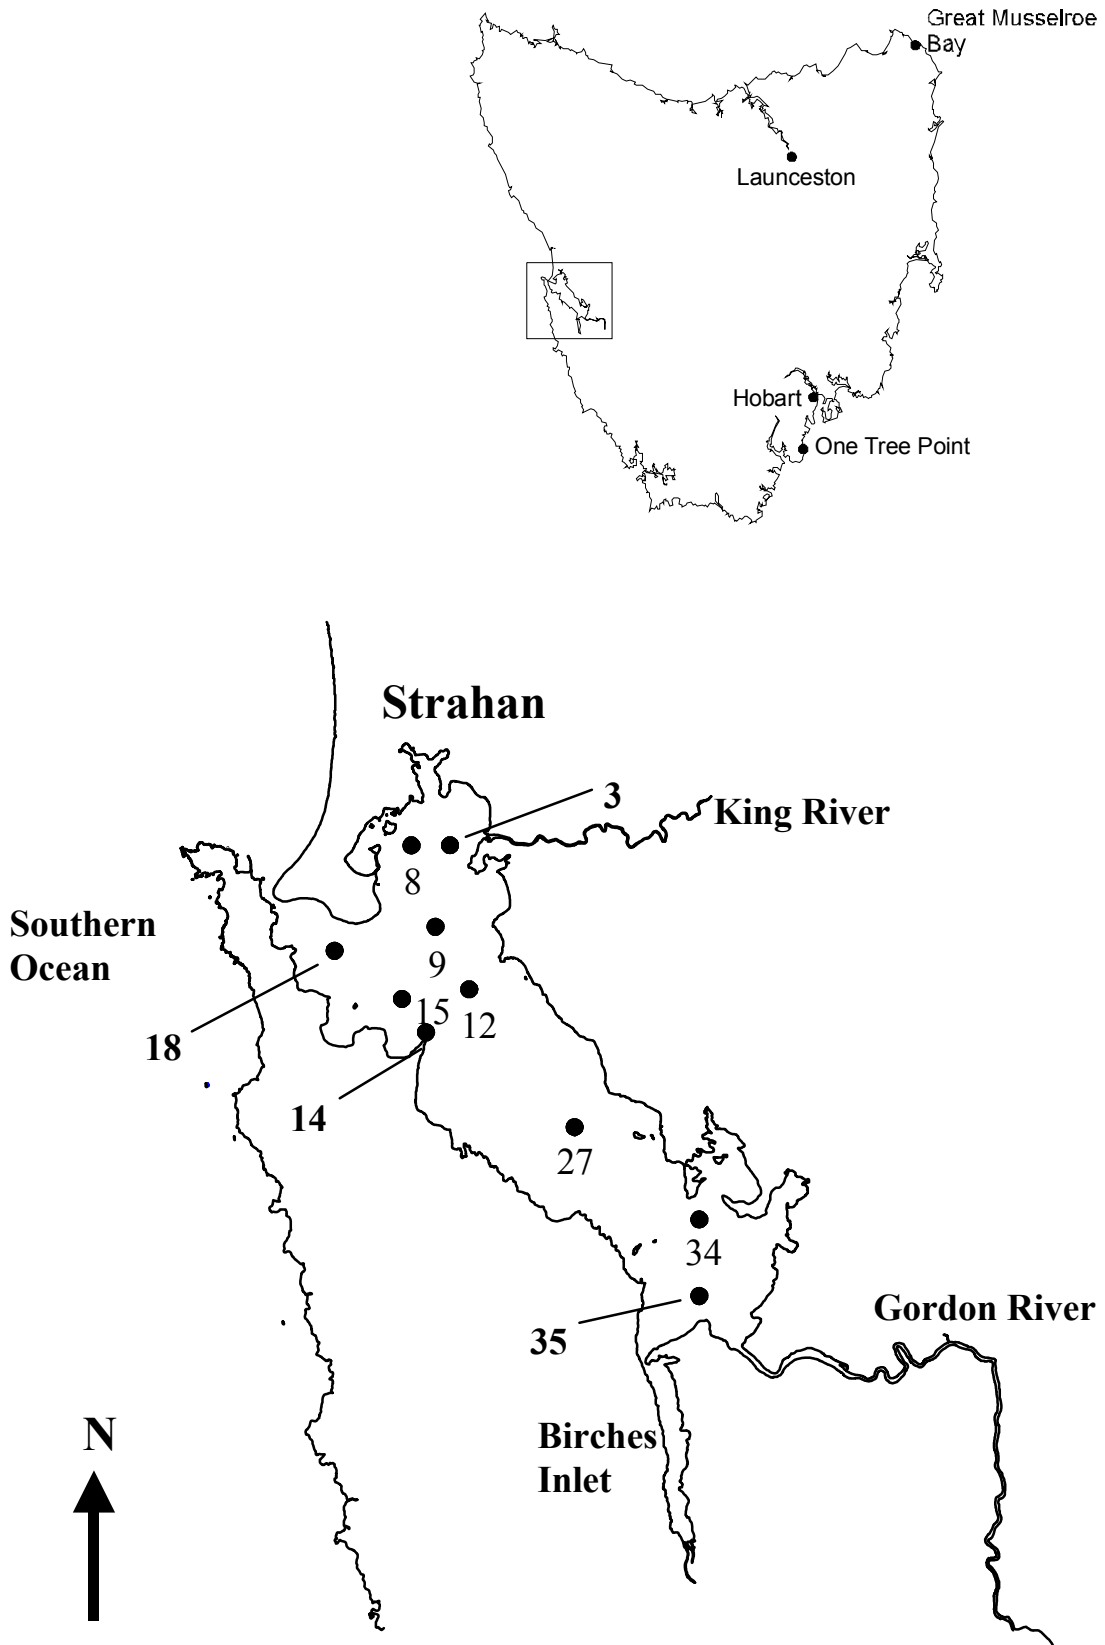 Great Musselroe
Bay
Launceston
Hobart
One Tree Point
Strahan
3
King River
8
Southern
Ocean
9
15
12
18
14
27
34
Gordon River
35
N
Birches
Inlet